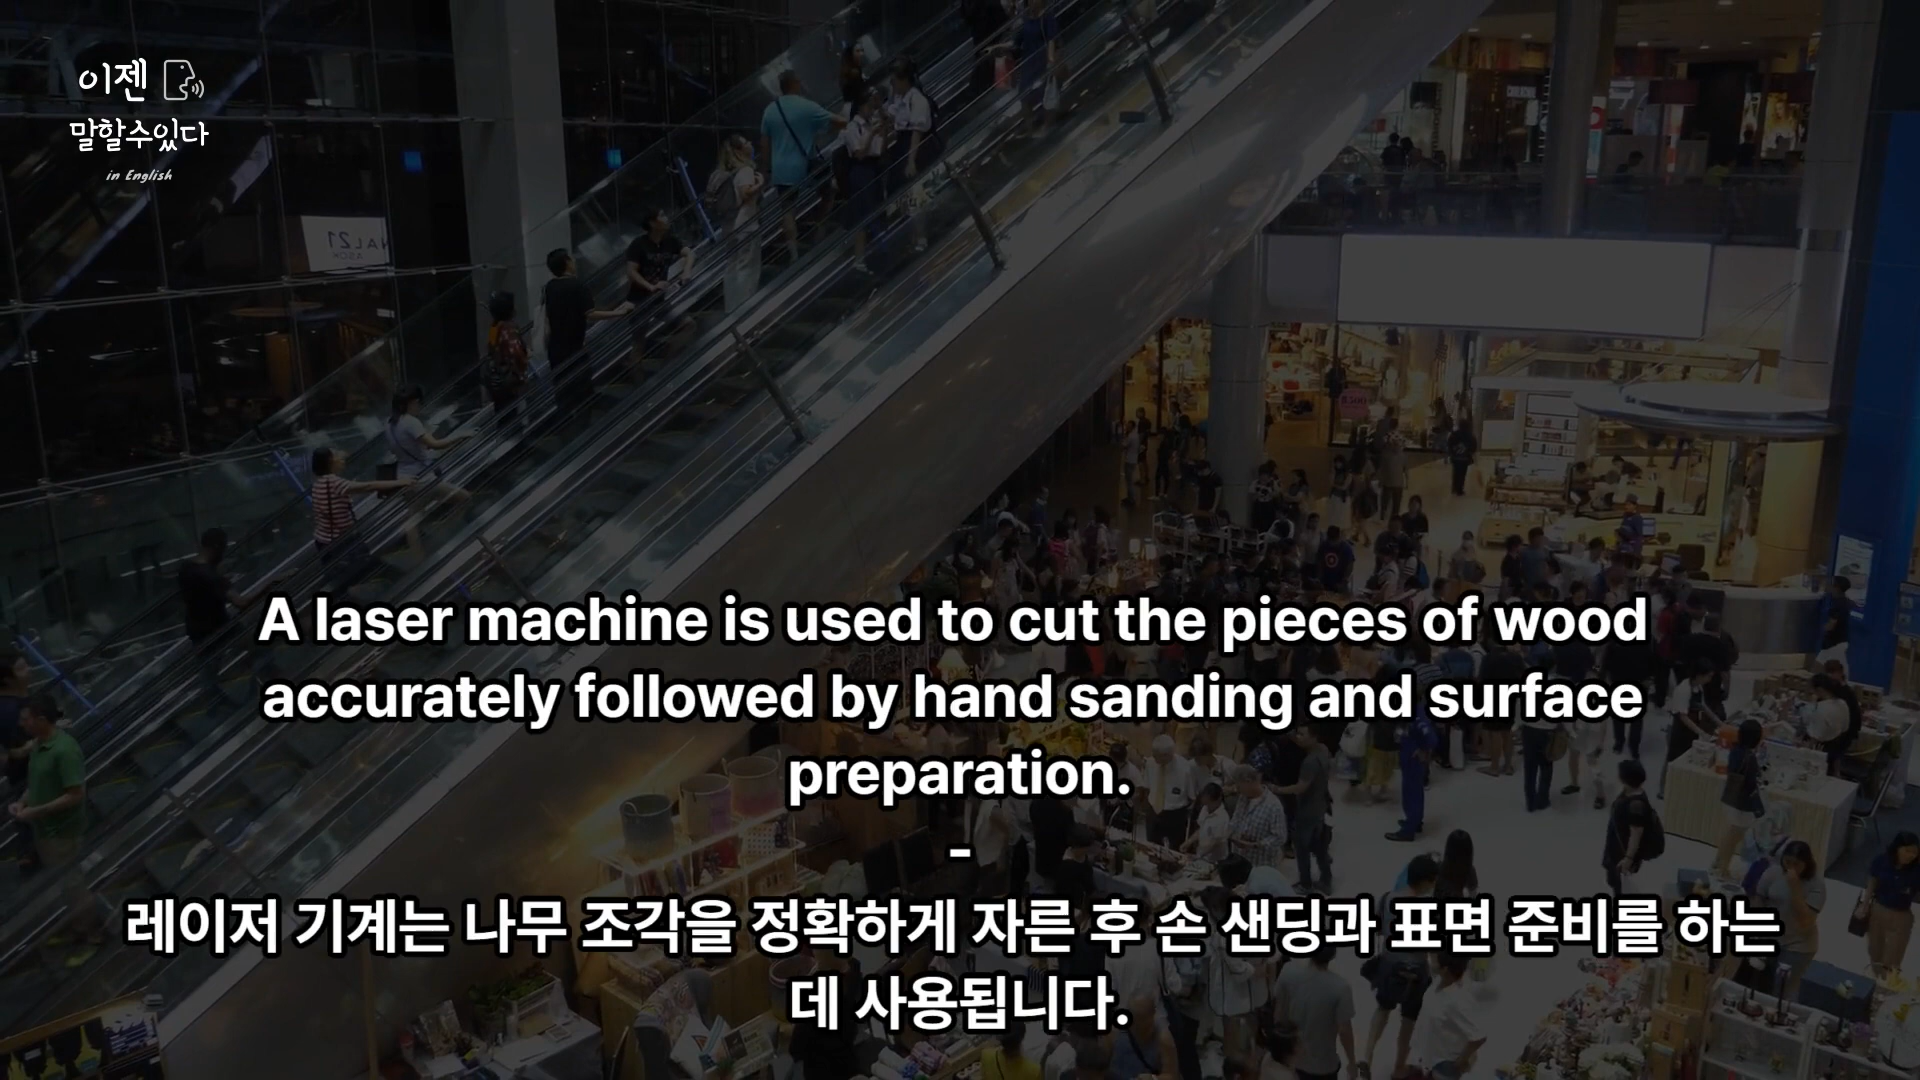 이젠
말할수있다
in English
NAL21
ASOK
A laser machine is used to cut the pieces of wood
accurately followed by hand sanding and surface
preparation.
-
레이저 기계는 나무 조각을 정확하게 자른 후 손 샌딩과 표면 준비를 하는
데 사용됩니다.